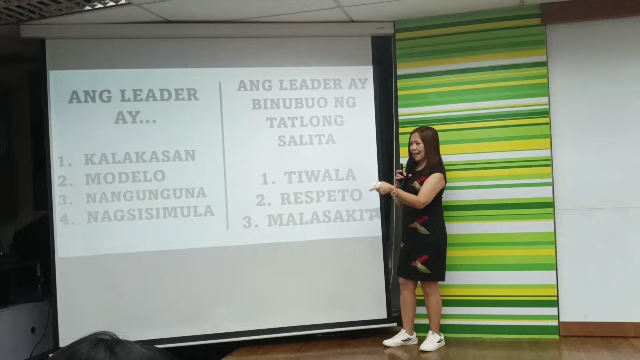 ANG LEADER
AY...
1. KALAKASAN
2. MODELO
3. NANGUNGUNA
4. NAGSISIMULA
ANG LEADER AY
BINUBUO NG
TATLONG
SALITA
1. TIWALA
2. RESPETO
3. MALASAKIT